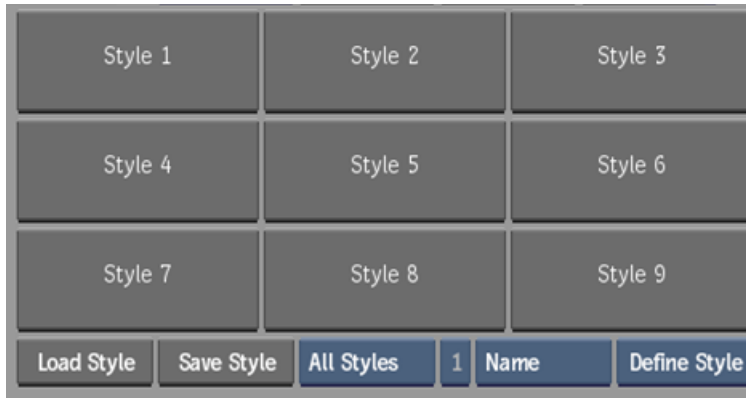 Style 1 Style 2 Style 3
Style 4 Style 5 Style 6
Style 7 Style 8 Style 9
Load Style Save Style All Styles 1 Name Define Style